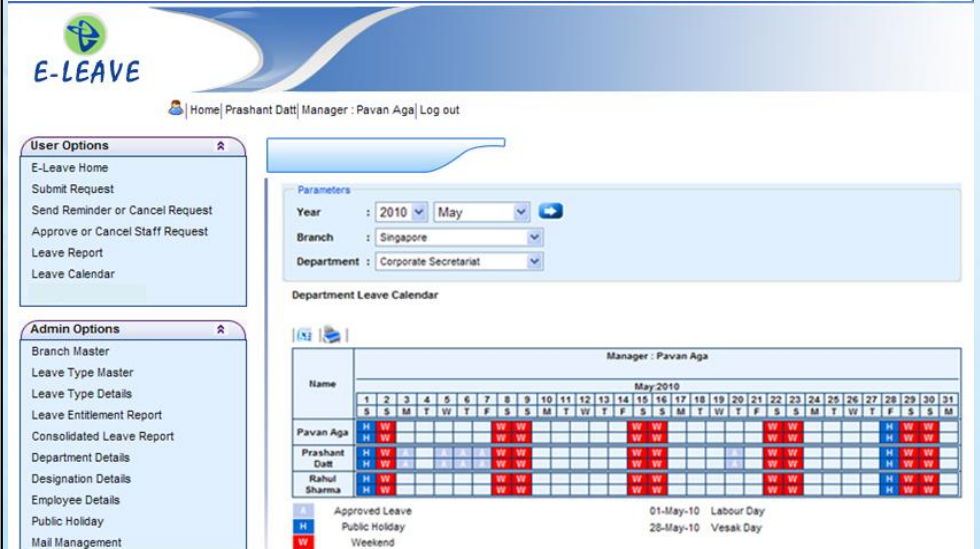 E-LEAVE
Home| Prashant Datt| Manager : Pavan Aga| Log out
User Options
E-Leave Home
Submit Request
Send Reminder or Cancel Request
Approve or Cancel Staff Request
Leave Report
Leave Calendar
Admin Options
Branch Master
Leave Type Master
Leave Type Details
Leave Entitlement Report
Consolidated Leave Report
Department Details
Designation Details
Employee Details
Public Holiday
Mail Management
Parameters
Year : 2010 May
Branch : Singapore
Department : Corporate Secretariat
Department Leave Calendar
Name
Manager : Pavan Aga
May:2010
1 2 3 4 5 6 7 8 9 10 11 12 13 14 15 16 17 18 19 20 21 22 23 24 25 26 27 28 29 30 31
S S M T W T F S S M T W T F S S M T W T F S S M T W T F S S M
Pavan Aga H W W W W W W W H W W
H W W W W W W W H W W
Prashant Datt H W A A A A W W W W A W W H W W
H W A A A A W W W W A W W H W W
Rahul Sharma H W W W W W W W H W W
H W W W W W W W H W W
A Approved Leave 01-May-10 Labour Day
H Public Holiday 28-May-10 Vesak Day
W Weekend